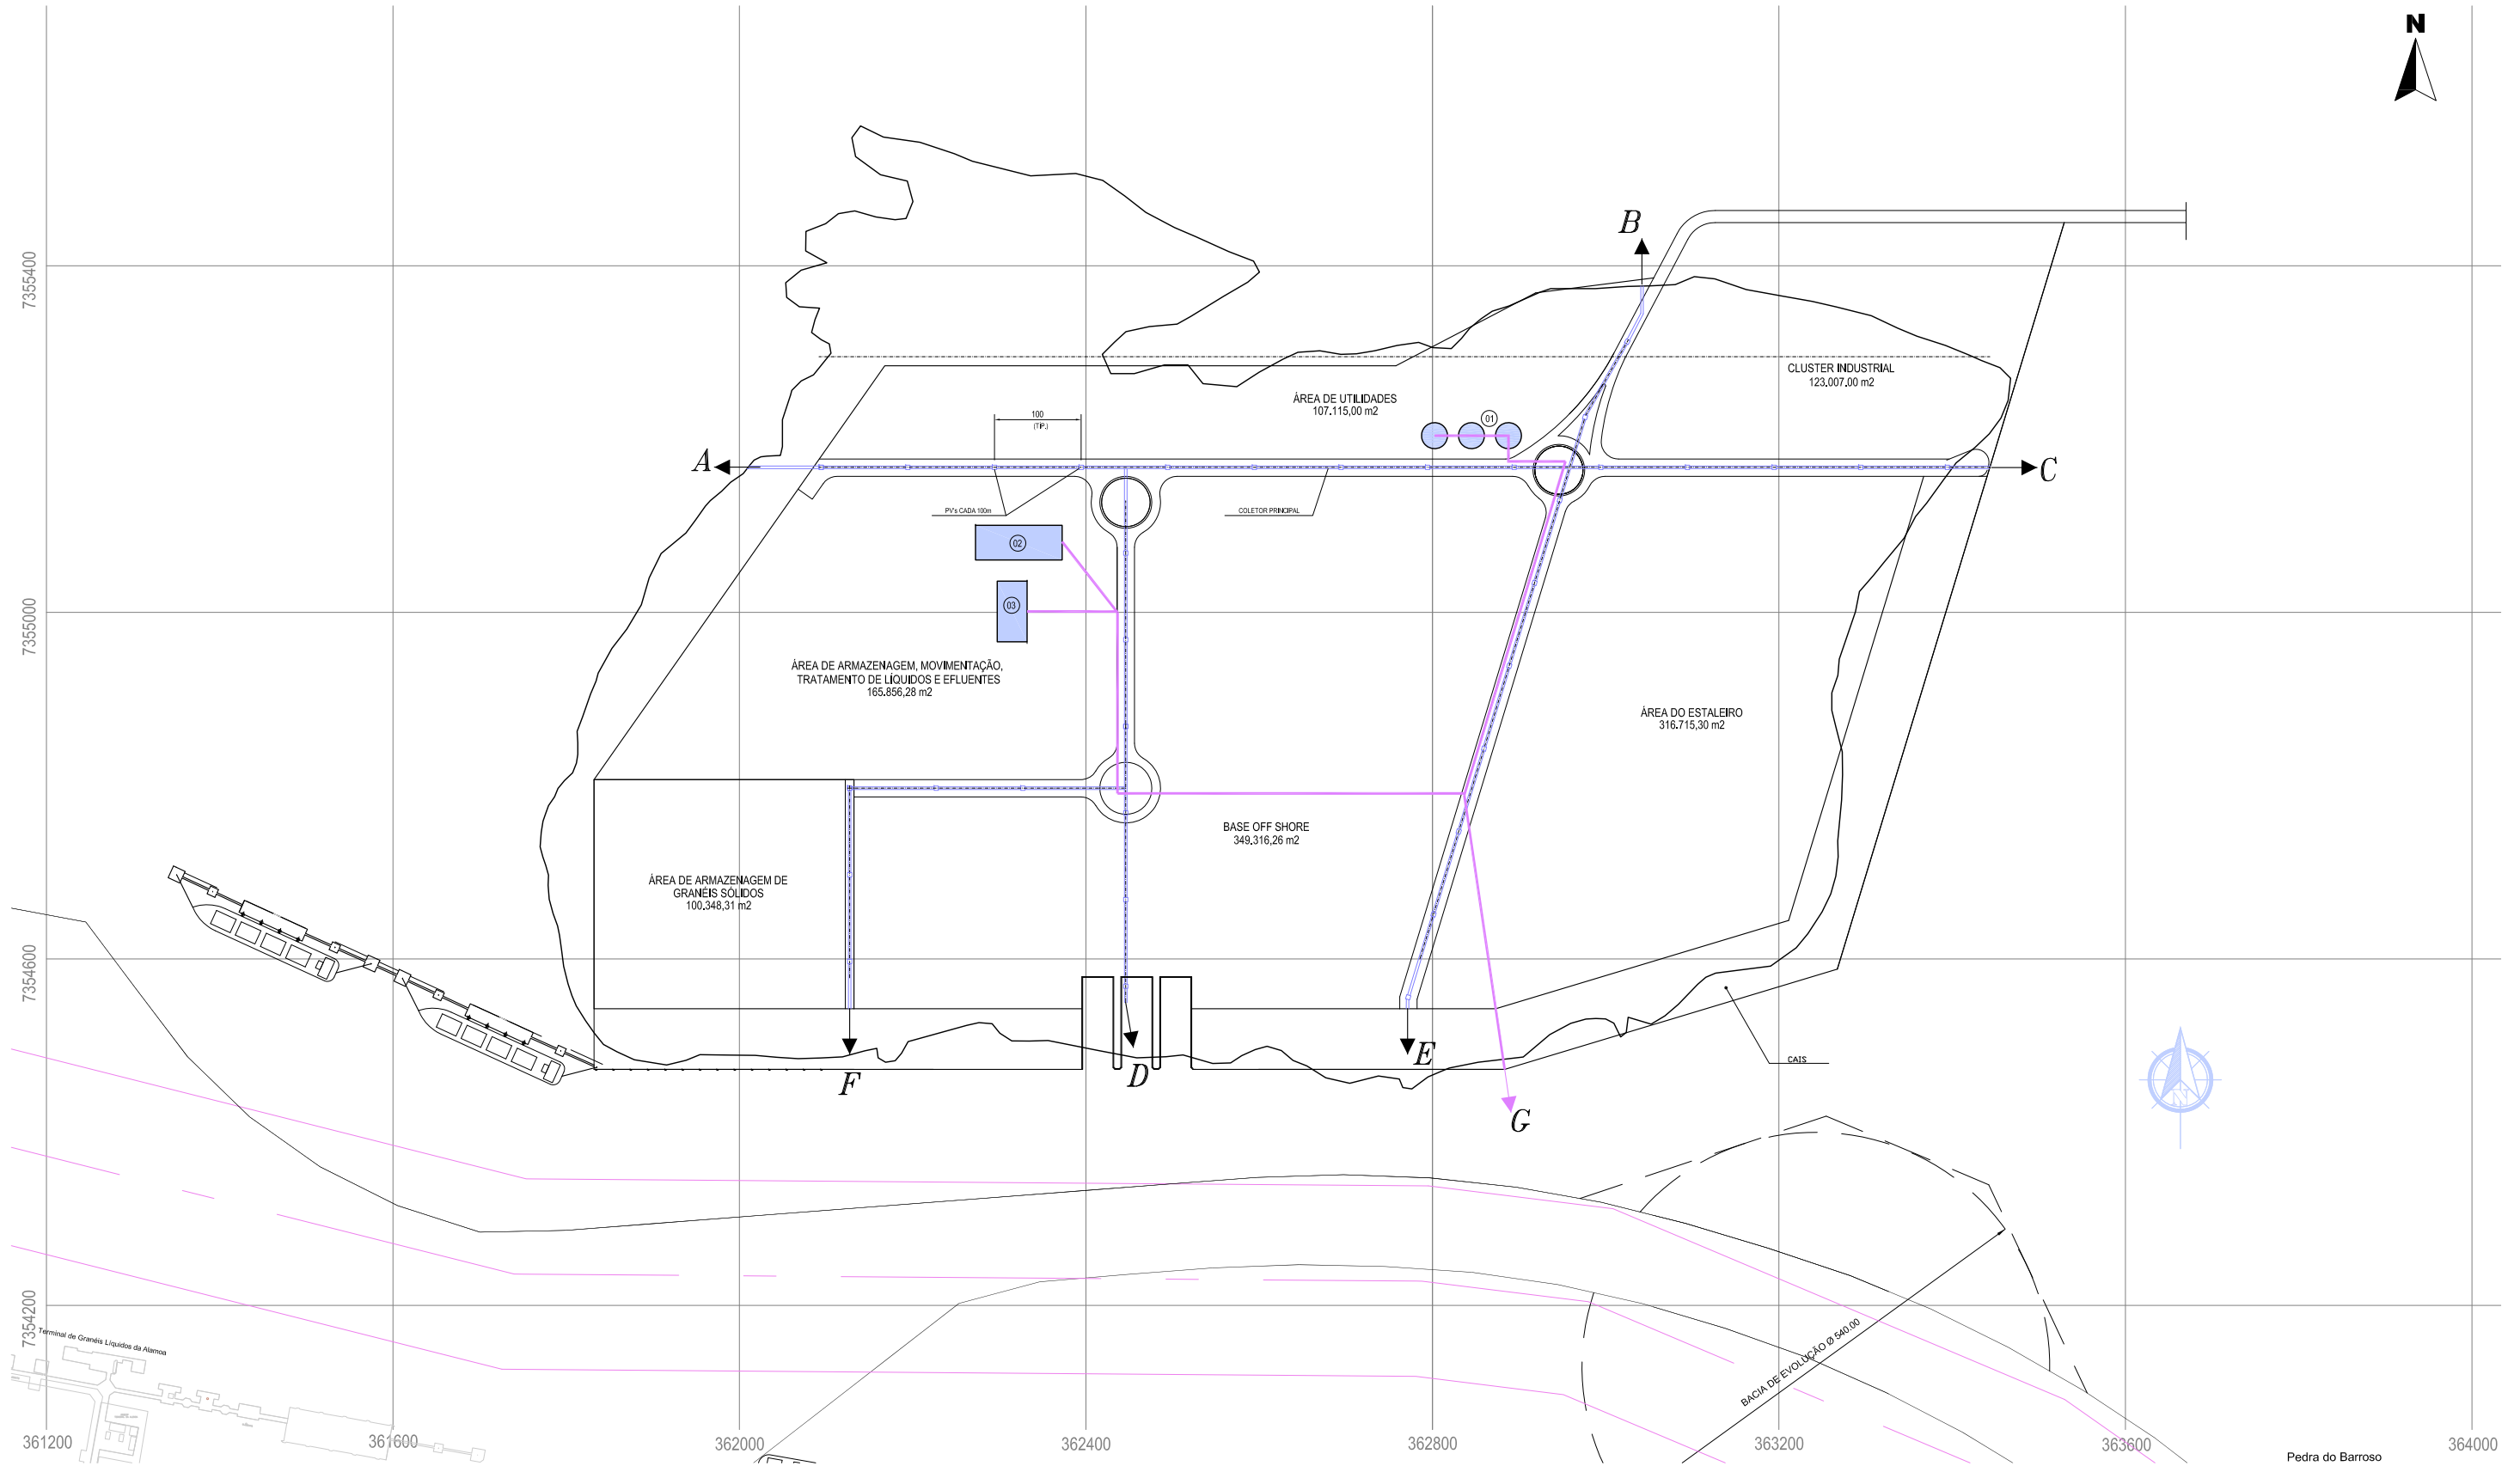 N
7355400
B
CLUSTER INDUSTRIAL
123.007,00 m2
ÁREA DE UTILIDADES
107.115,00 m2
01
100
(TIP.)
A
C
PV's CADA 100m
COLETOR PRINCIPAL
02
03
7355000
ÁREA DE ARMAZENAGEM, MOVIMENTAÇÃO,
TRATAMENTO DE LÍQUIDOS E EFLUENTES
165.856,28 m2
ÁREA DO ESTALEIRO
316.715,30 m2
BASE OFF SHORE
349.316,26 m2
ÁREA DE ARMAZENAGEM DE
GRANÉIS SÓLIDOS
100.348,31 m2
7354600
CAIS
F
D
E
G
N
7354200
Terminal de Granéis Líquidos da Alamoa
BACIA DE EVOLUÇÃO Ø 540.00
361200
361600
362000
362400
362800
363200
363600
364000
Pedra do Barroso